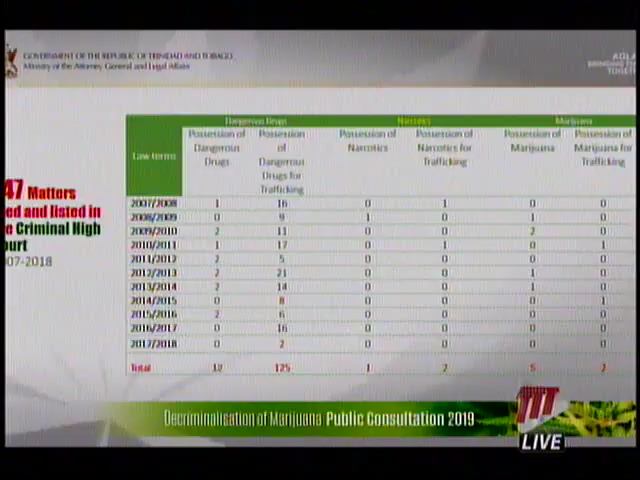 GOVERNMENT OF THE REPUBLIC OF TRINIDAD AND TOBAGO
Ministry of the Attorney General and Legal Affairs
AGLA
BRINGING
TOGETH
47 Matters
ed and listed in
e Criminal High
ourt
07-2018
Dangerous Drugs Narcotics Marijuana
Law terms Possession of Dangerous Drugs Possession of Dangerous Drugs for Trafficking Possession of Narcotics Possession of Narcotics for Trafficking Possession of Marijuana Possession of Marijuana for Trafficking
2007/2008 1 16 0 1 0 0
2008/2009 0 9 1 0 1 0
2009/2010 2 11 0 0 2 0
2010/2011 1 17 0 1 0 1
2011/2012 2 5 0 0 0 0
2012/2013 2 21 0 0 1 0
2013/2014 2 14 0 0 1 0
2014/2015 0 8 0 0 0 1
2015/2016 2 6 0 0 0 0
2016/2017 0 16 0 0 0 0
2017/2018 0 2 0 0 0 0
Total 12 125 1 2 5 2
Decriminalisation of Marijuana Public Consultation 2019
TTT
LIVE